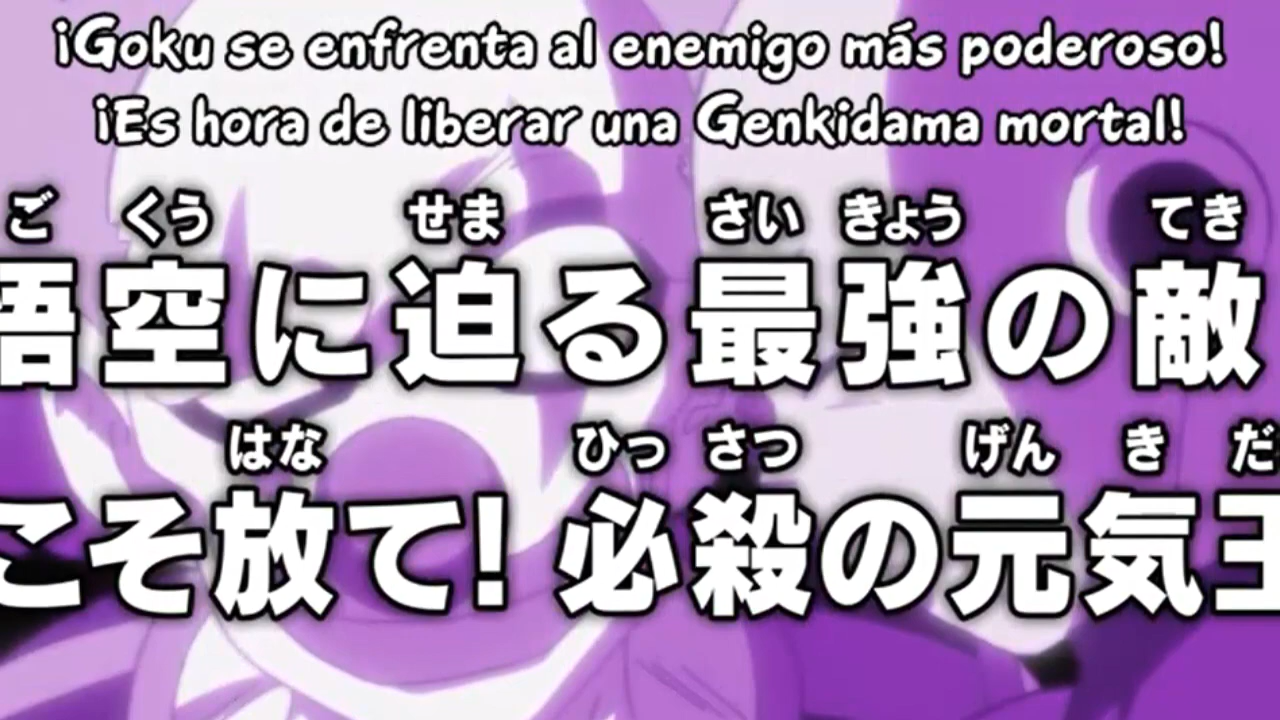 ¡Goku se enfrenta al enemigo más poderoso!
¡Es hora de liberar una Genkidama mortal!
ご くう せま さい きょう てき
悟空に迫る最強の敵
はな ひっ さつ げん き だ
こそ放て! 必殺の元気玉